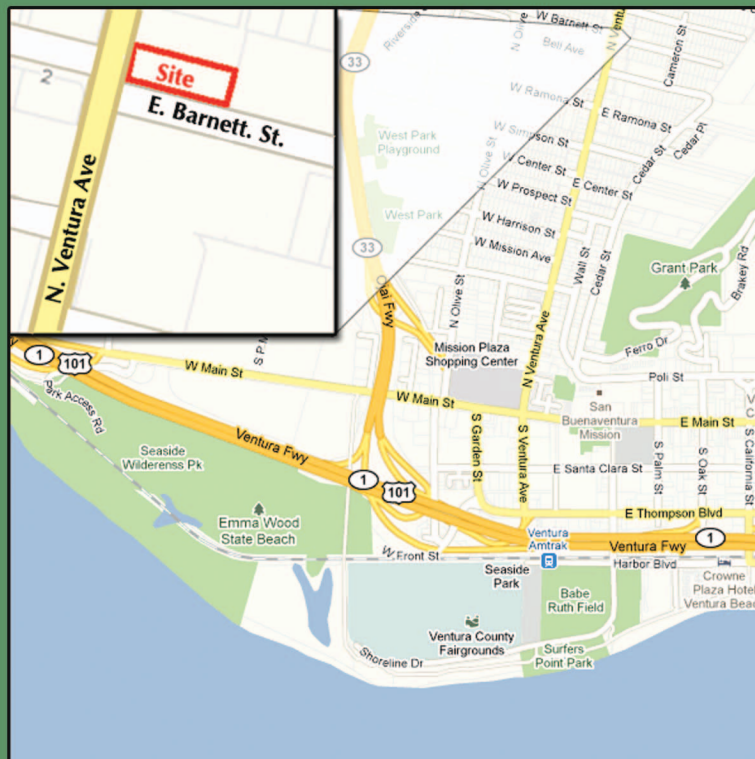 Site
2
E. Barnett. St.
N. Ventura Ave
W Barnett St
N Olive St
Bell Ave
N Ventu
Riverside
33
Cameron St
W Ramona St
E Ramona St
Cedar Pl
West Park
Playground
W Simpson St
N Olive St
Cedar St
W Center St
E Center St
W Prospect St
West Park
W Harrison St
W Mission Ave
Wall St
Cedar St
33
Grant Park
Brakey Rd
Ojai Fwy
N Olive St
N Ventura Ave
Ferro Dr
1
101
S P M
Mission Plaza
Shopping Center
Poli St
W Main St
Park Access Rd
W Main St
San
Buenaventura
Mission
E Main St
Seaside
Wilderenss Pk
Ventura Fwy
S Garden St
S Ventura Ave
S Palm St
S Oak St
S California St
E Santa Clara St
1
101
Emma Wood
State Beach
E Thompson Blvd
Ventura
Amtrak
Ventura Fwy
1
W Front St
Harbor Blvd
Seaside
Park
Crowne
Plaza Hotel
Ventura Beac
Babe
Ruth Field
Ventura County
Fairgrounds
Shoreline Dr
Surfers
Point Park